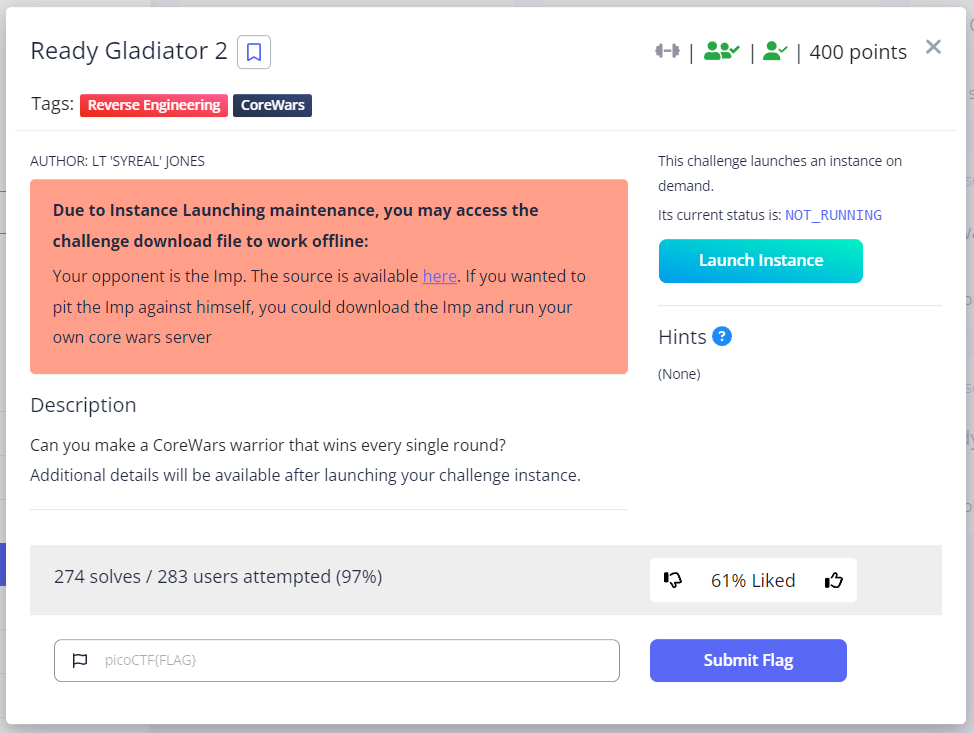 Ready Gladiator 2
| | | 400 points
Tags: Reverse Engineering CoreWars
AUTHOR: LT 'SYREAL' JONES
Due to Instance Launching maintenance, you may access the
challenge download file to work offline:
Your opponent is the Imp. The source is available here. If you wanted to
pit the Imp against himself, you could download the Imp and run your
own core wars server
Description
Can you make a CoreWars warrior that wins every single round?
Additional details will be available after launching your challenge instance.
This challenge launches an instance on
demand.
Its current status is: NOT_RUNNING
Launch Instance
Hints ?
(None)
274 solves / 283 users attempted (97%)
61% Liked
picoCTF{FLAG}
Submit Flag